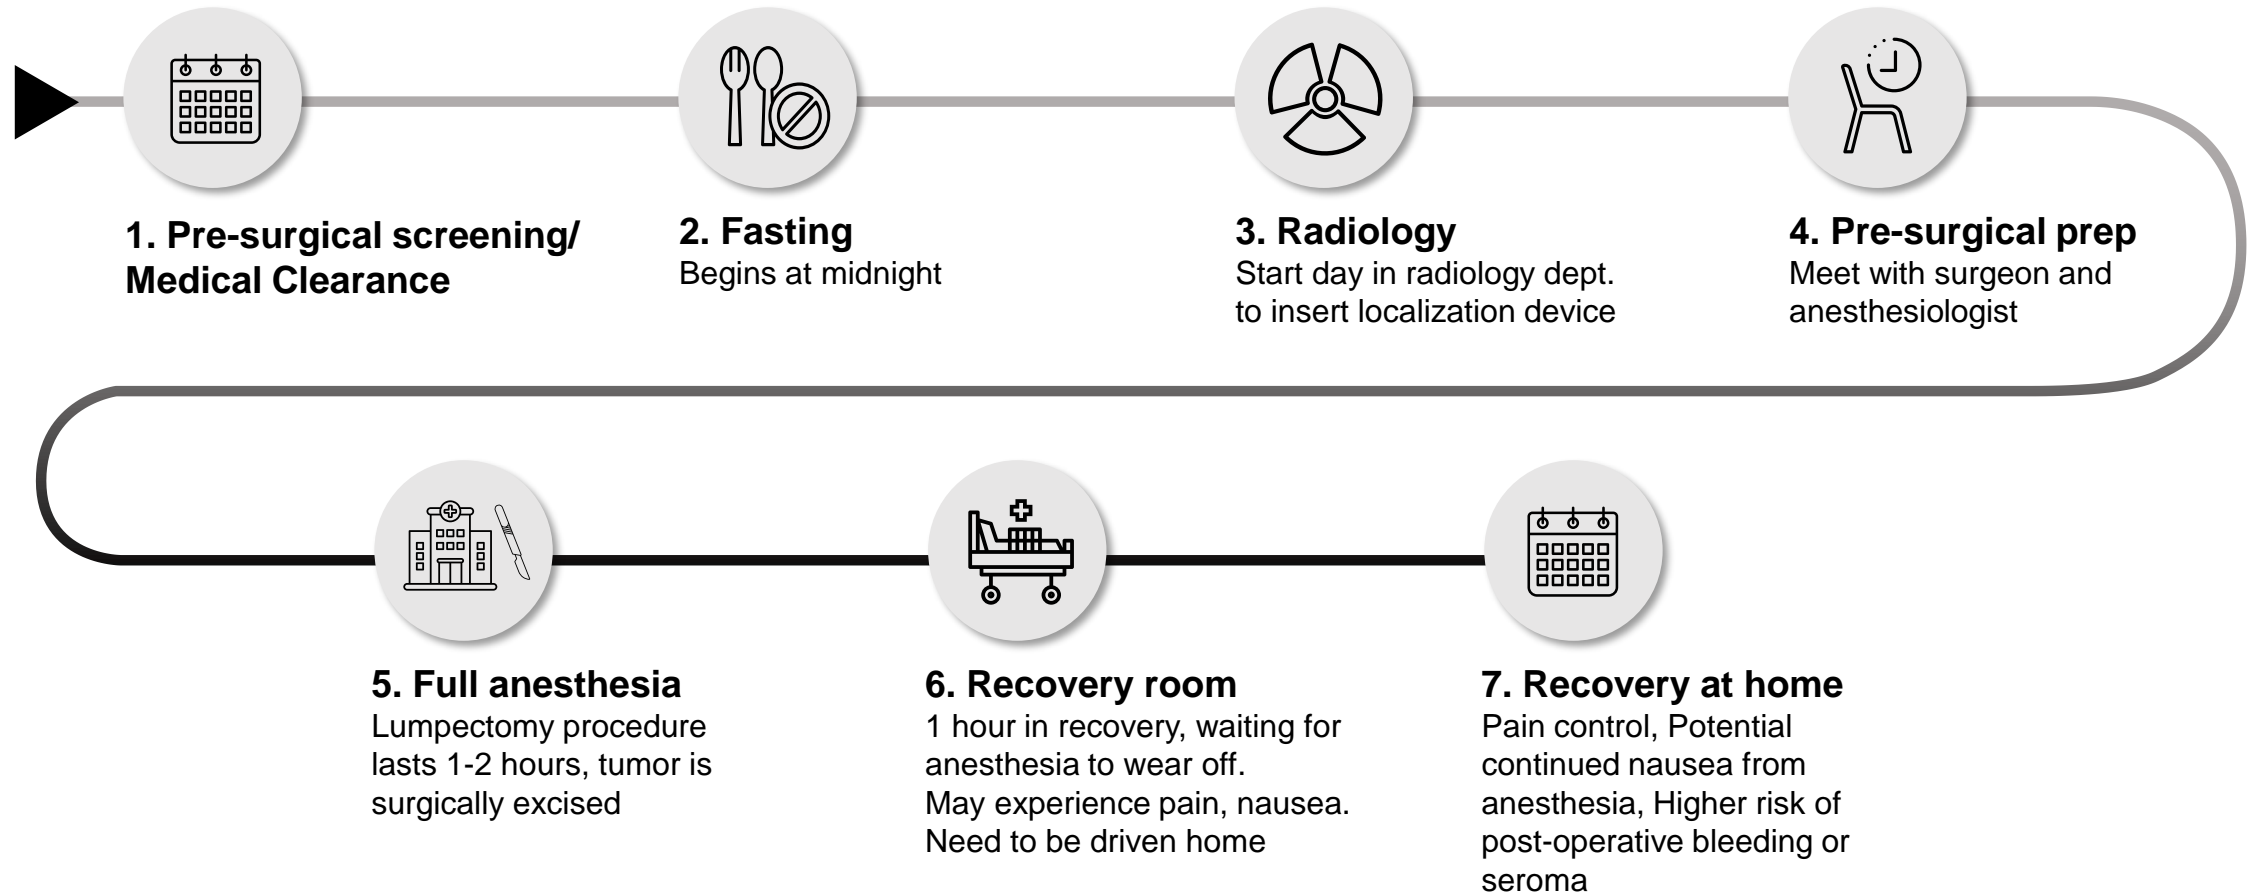 1. Pre-surgical screening/
Medical Clearance
2. Fasting
Begins at midnight
3. Radiology
Start day in radiology dept.
to insert localization device
4. Pre-surgical prep
Meet with surgeon and
anesthesiologist
5. Full anesthesia
Lumpectomy procedure
lasts 1-2 hours, tumor is
surgically excised
6. Recovery room
1 hour in recovery, waiting for
anesthesia to wear off.
May experience pain, nausea.
Need to be driven home
7. Recovery at home
Pain control, Potential
continued nausea from
anesthesia, Higher risk of
post-operative bleeding or
seroma